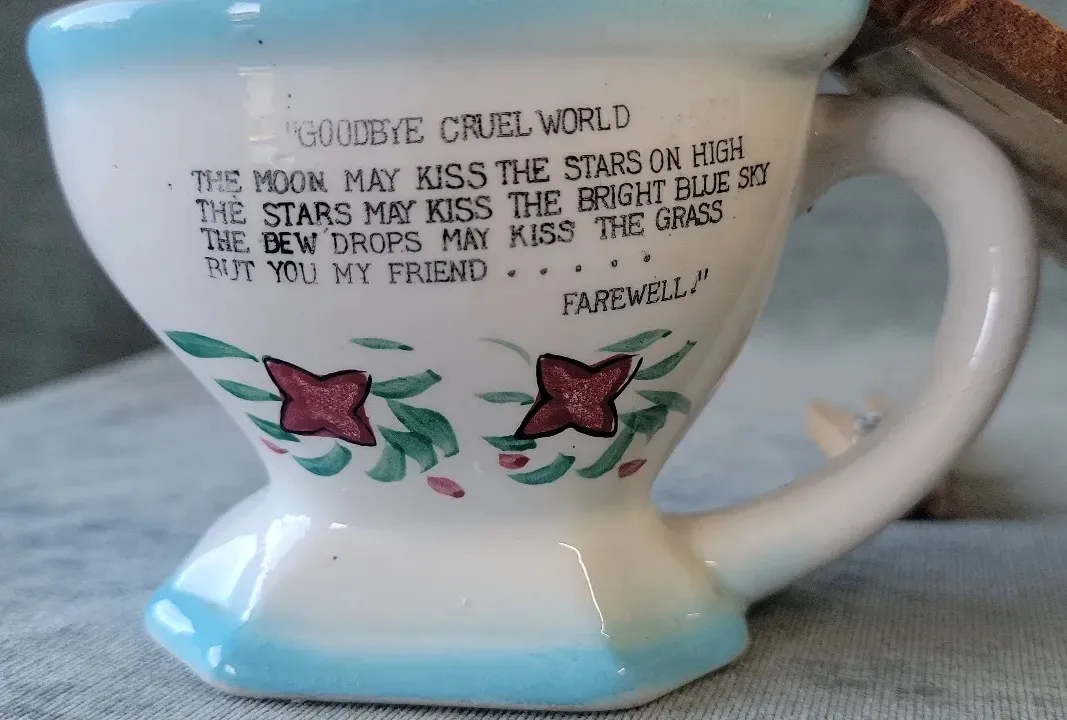 "GOODBYE CRUEL WORLD
THE MOON MAY KISS THE STARS ON HIGH
THE STARS MAY KISS THE BRIGHT BLUE SKY
THE DEW'DROPS MAY KISS THE GRASS
BUT YOU MY FRIEND . . . . .
FAREWELL!"